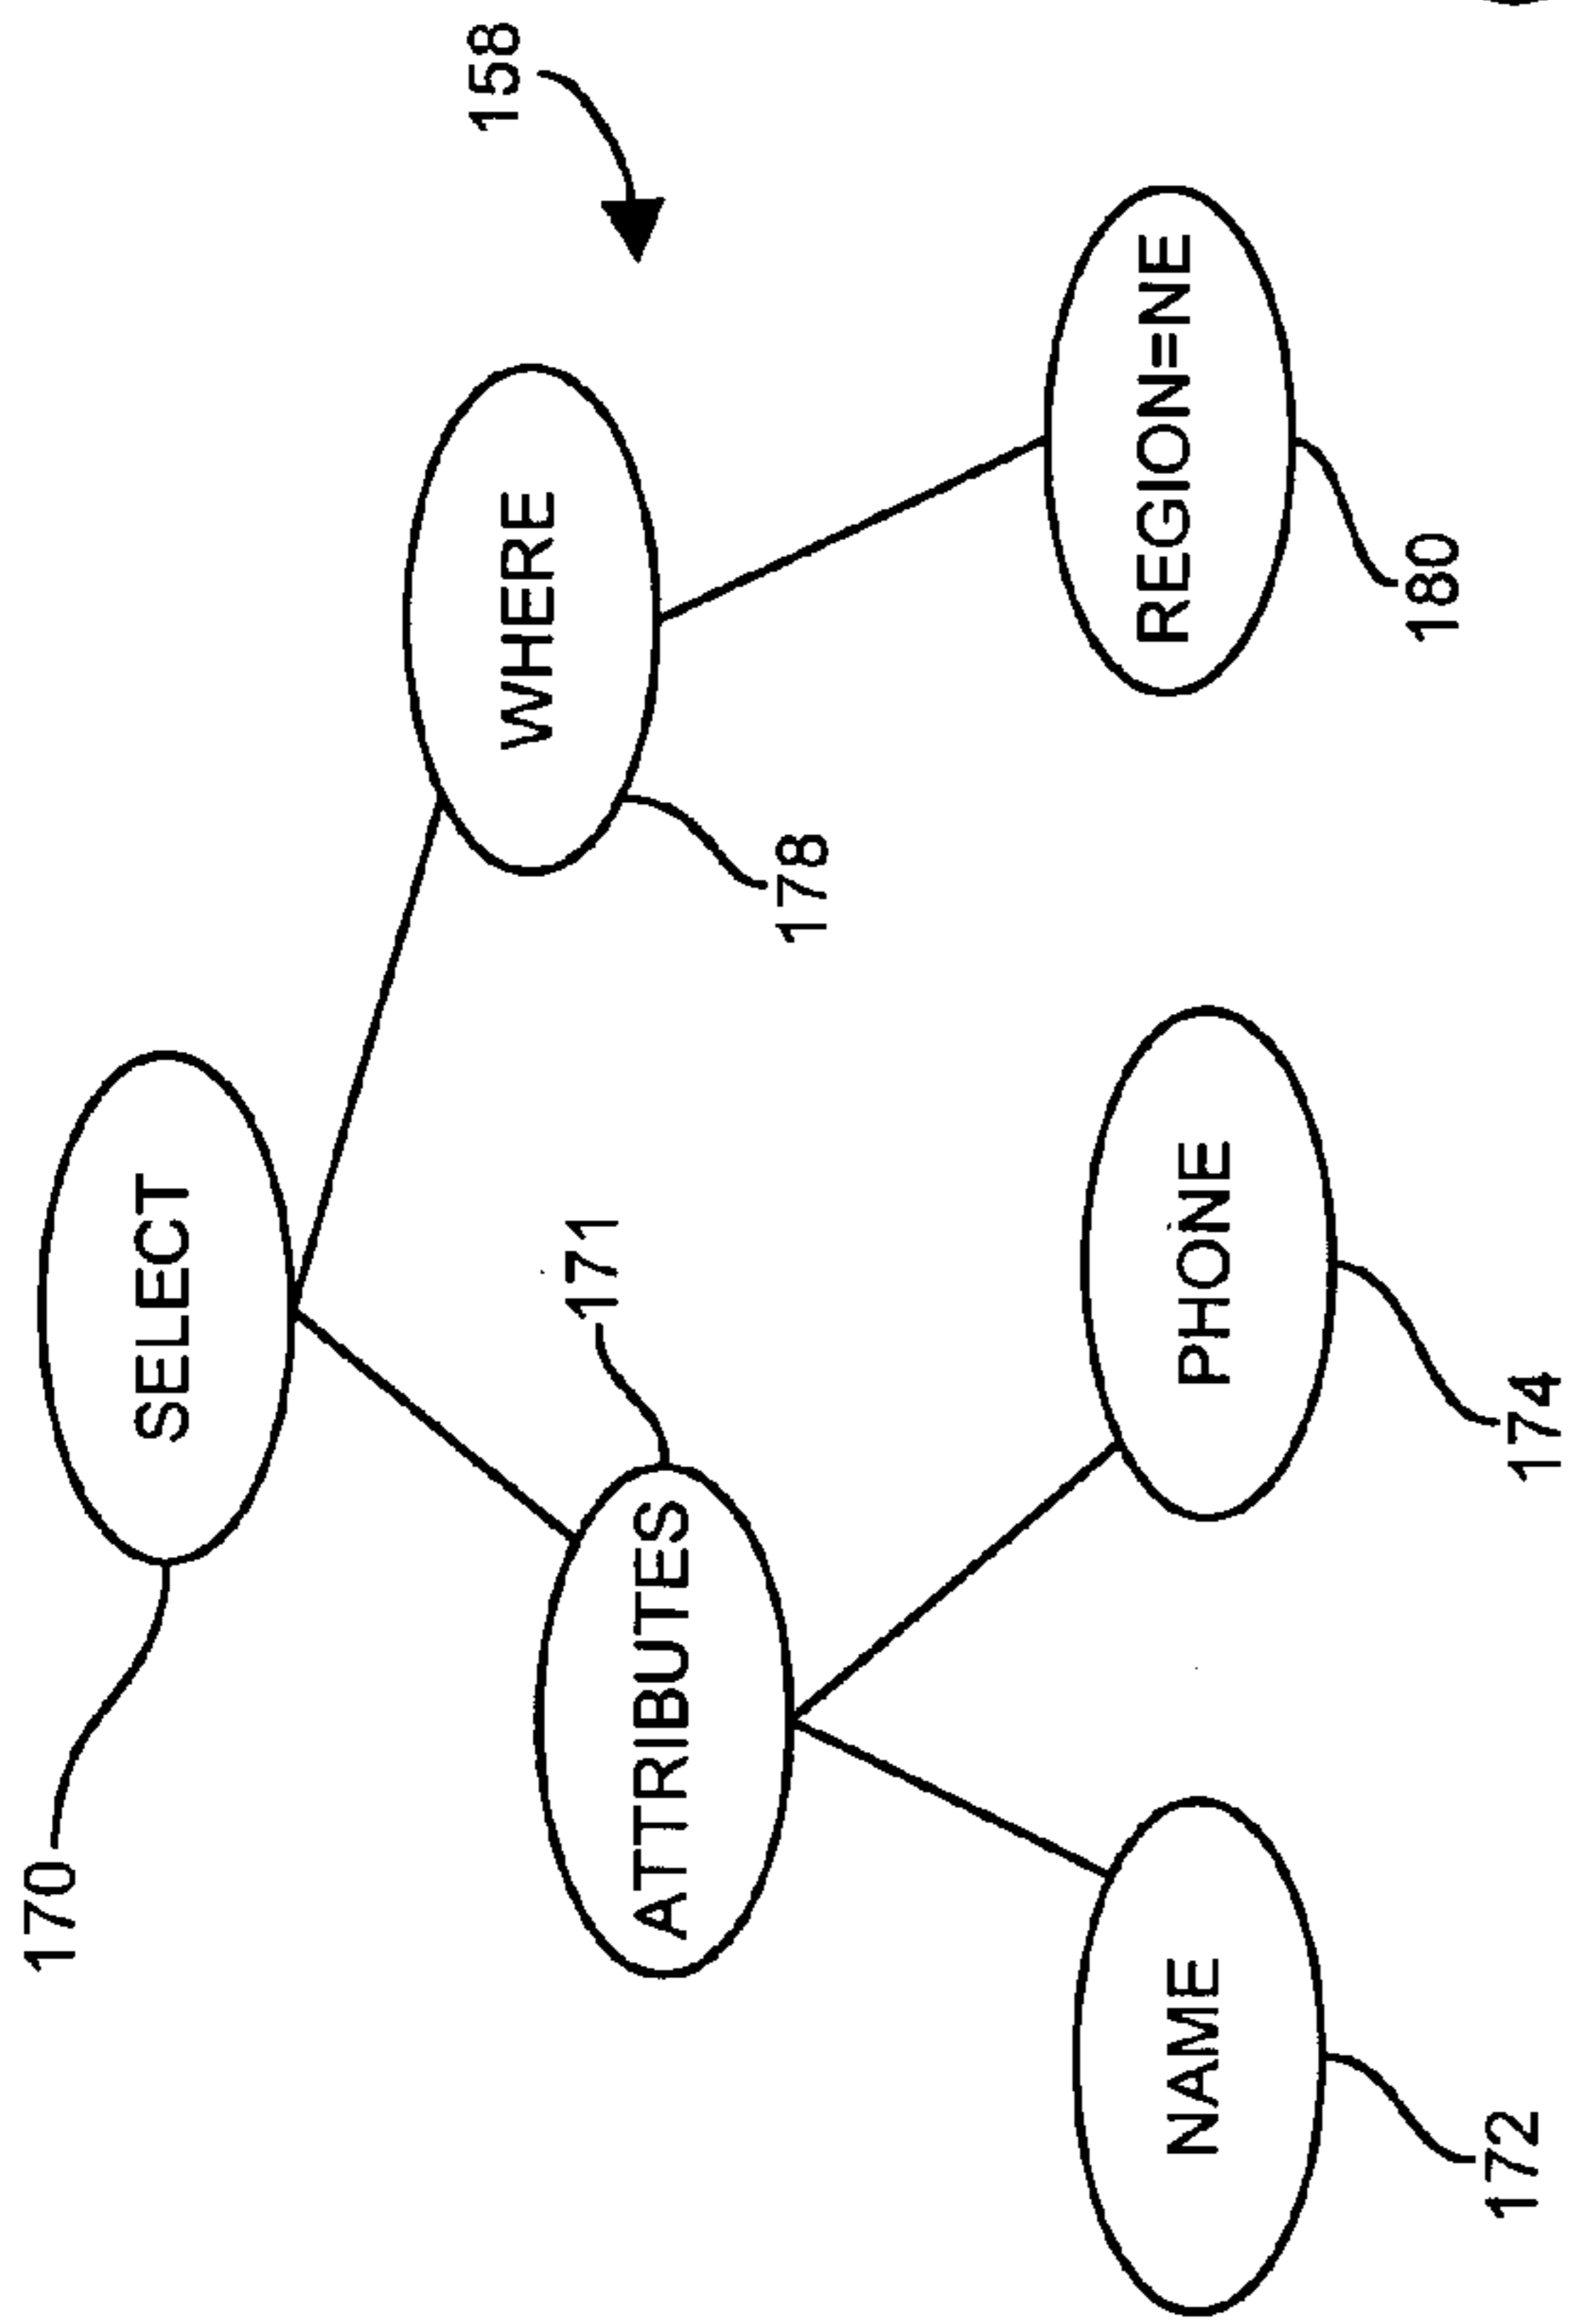 158
170
SELECT
WHERE
171
ATTRIBUTES
178
NAME
PHONE
REGION=NE
172
174
180